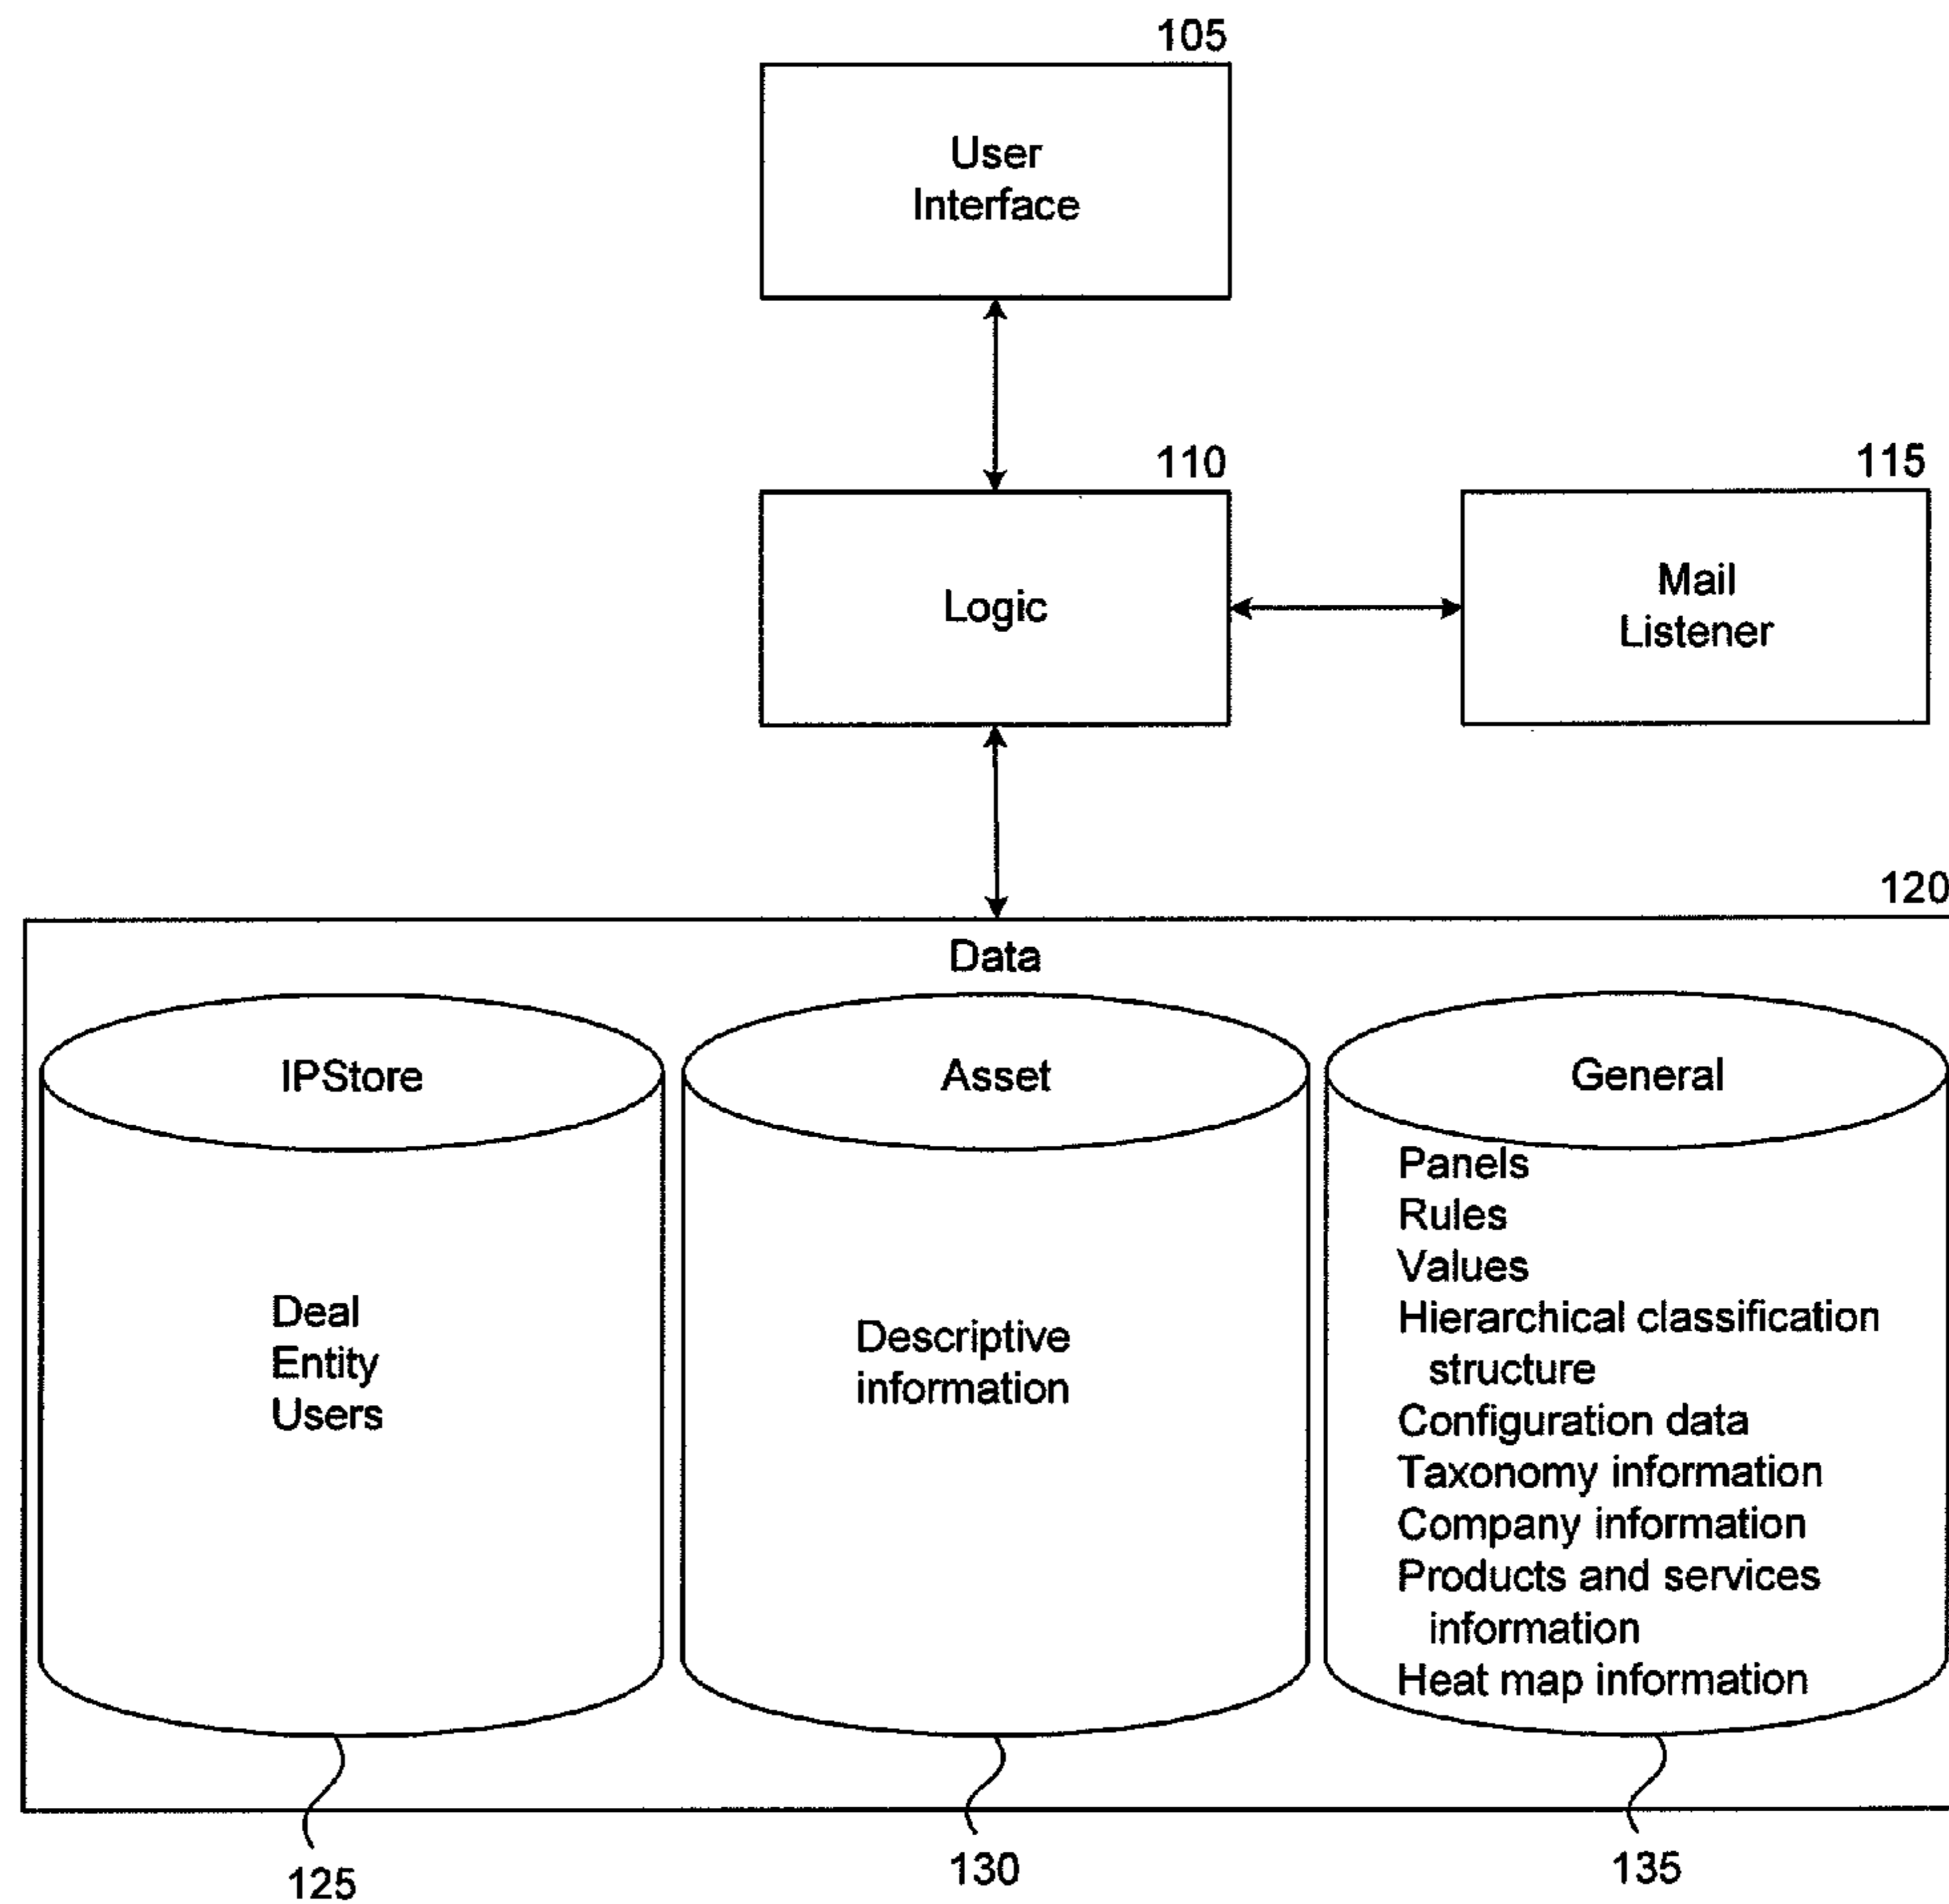 105
User
Interface
110
115
Logic
Mail
Listener
120
Data
IPStore
Asset
General
Deal
Entity
Users
Descriptive
information
Panels
Rules
Values
Hierarchical classification
structure
Configuration data
Taxonomy information
Company information
Products and services
information
Heat map information
125
130
135